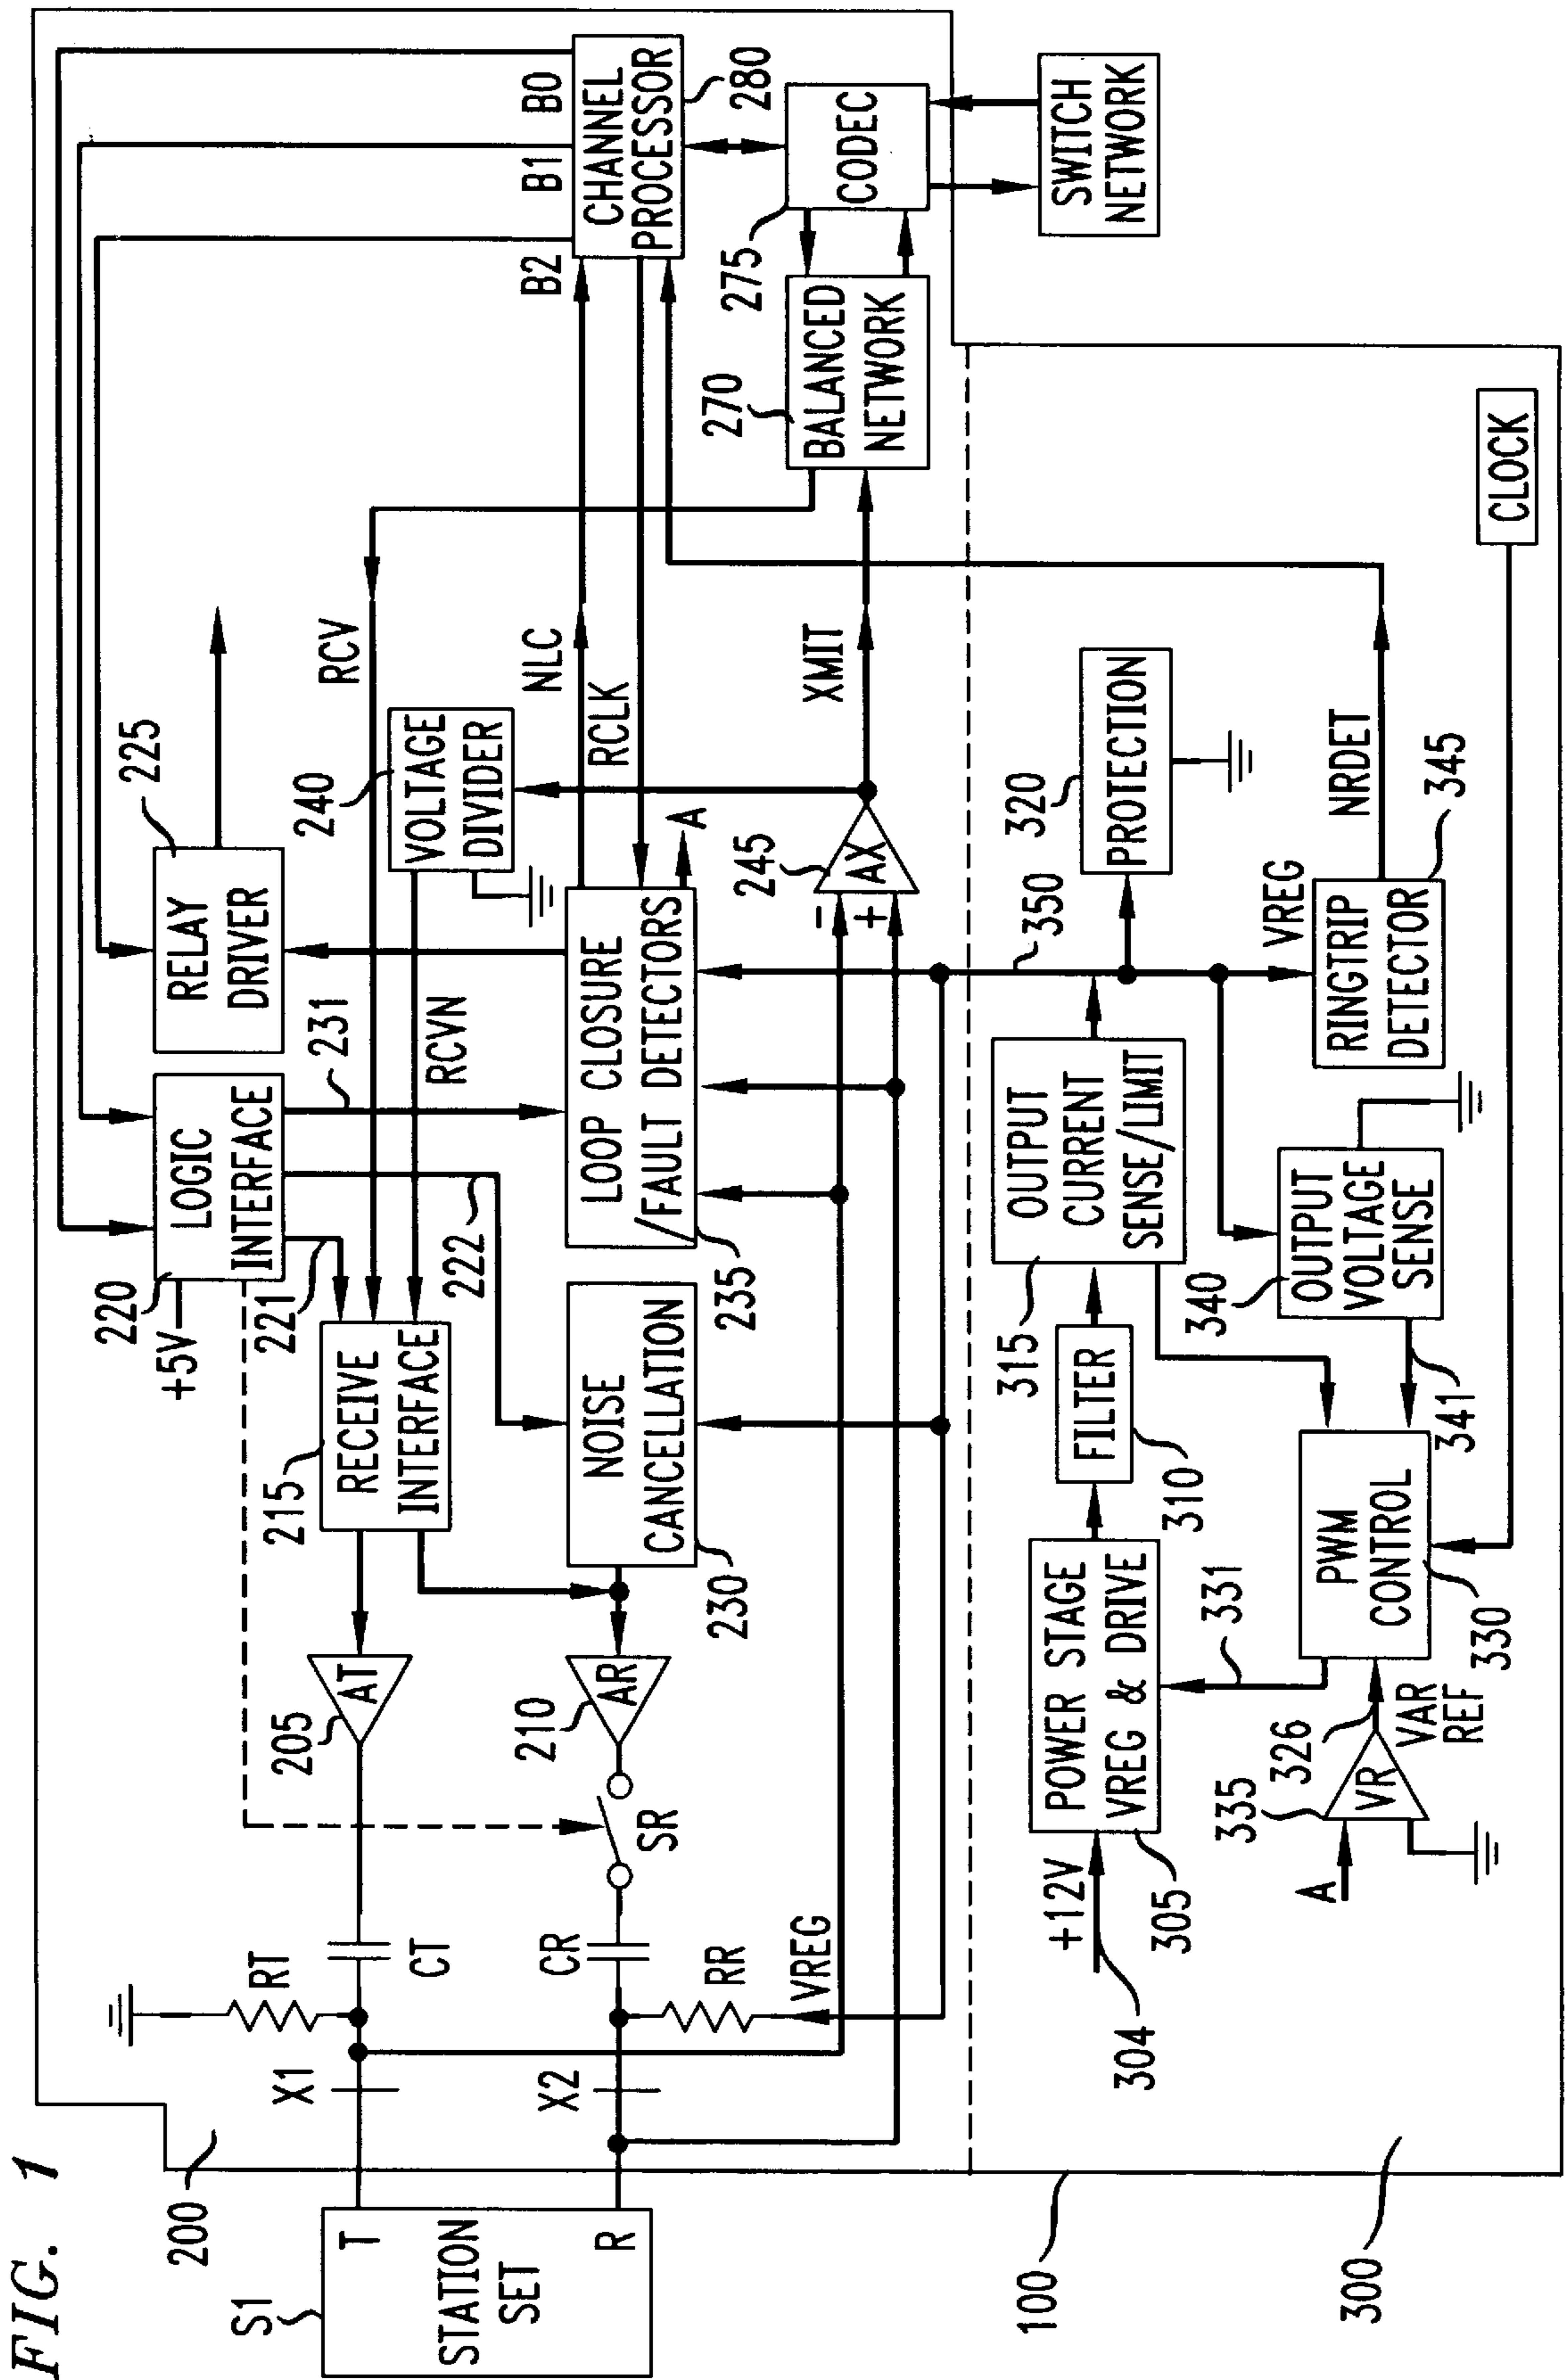 FIG. 1
S1
STATION
SET
T
R
200
X1
X2
RT
CT
CR
RR
VREG
SR
AT
205
AR
210
215
RECEIVE
INTERFACE
+5V
220
LOGIC
INTERFACE
221
222
231
NOISE
CANCELLATION
230
RELAY
DRIVER
225
RCV
RCVN
240
VOLTAGE
DIVIDER
LOOP CLOSURE
/FAULT DETECTORS
235
NLC
RCLK
A
245
AX
-
+
XMIT
B2
B1
B0
CHANNEL
PROCESSOR
280
270
BALANCED
NETWORK
275
CODEC
SWITCH
NETWORK
100
300
304
+12V
305
POWER STAGE
VREG & DRIVE
310
FILTER
315
OUTPUT
CURRENT
SENSE/LIMIT
350
320
PROTECTION
A
335
VR
326
VAR
REF
331
PWM
CONTROL
330
341
340
OUTPUT
VOLTAGE
SENSE
VREG
RINGTRIP
DETECTOR
345
NRDET
CLOCK